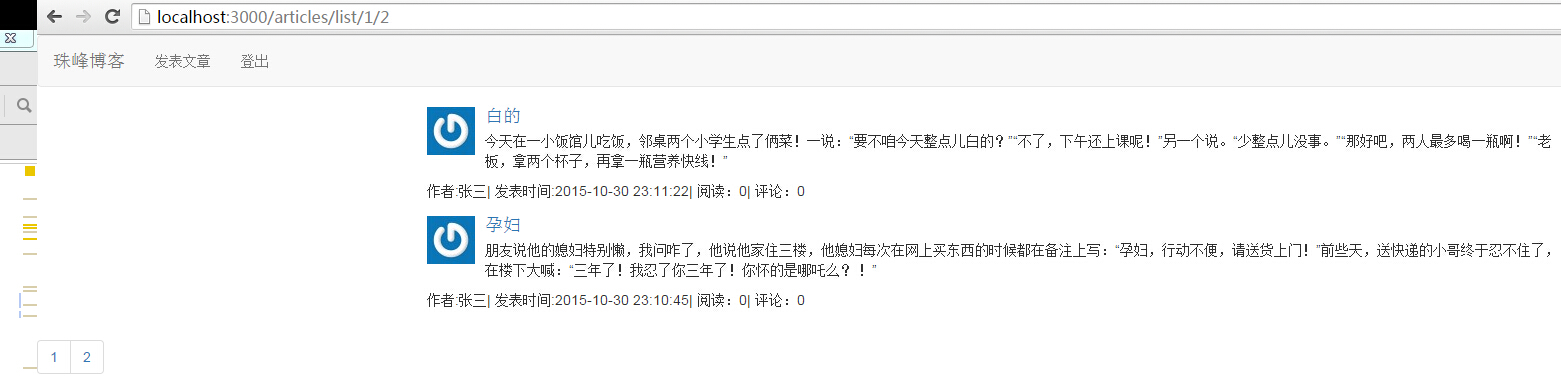 localhost:3000/articles/list/1/2
珠峰博客 发表文章 登出
白的
今天在一小饭馆儿吃饭，邻桌两个小学生点了俩菜！一说：“要不咱今天整点儿白的？”“不了，下午还上课呢！”另一个说。“少整点儿没事。”“那好吧，两人最多喝一瓶啊！”“老
板，拿两个杯子，再拿一瓶营养快线！”
作者:张三| 发表时间:2015-10-30 23:11:22| 阅读：0| 评论：0
孕妇
朋友说他的媳妇特别懒，我问咋了，他说他家住三楼，他媳妇每次在网上买东西的时候都在备注上写：“孕妇，行动不便，请送货上门！”前些天，送快递的小哥终于忍不住了，
在楼下大喊：“三年了！我忍了你三年了！你怀的是哪吒么？！”
作者:张三| 发表时间:2015-10-30 23:10:45| 阅读：0| 评论：0
1 2